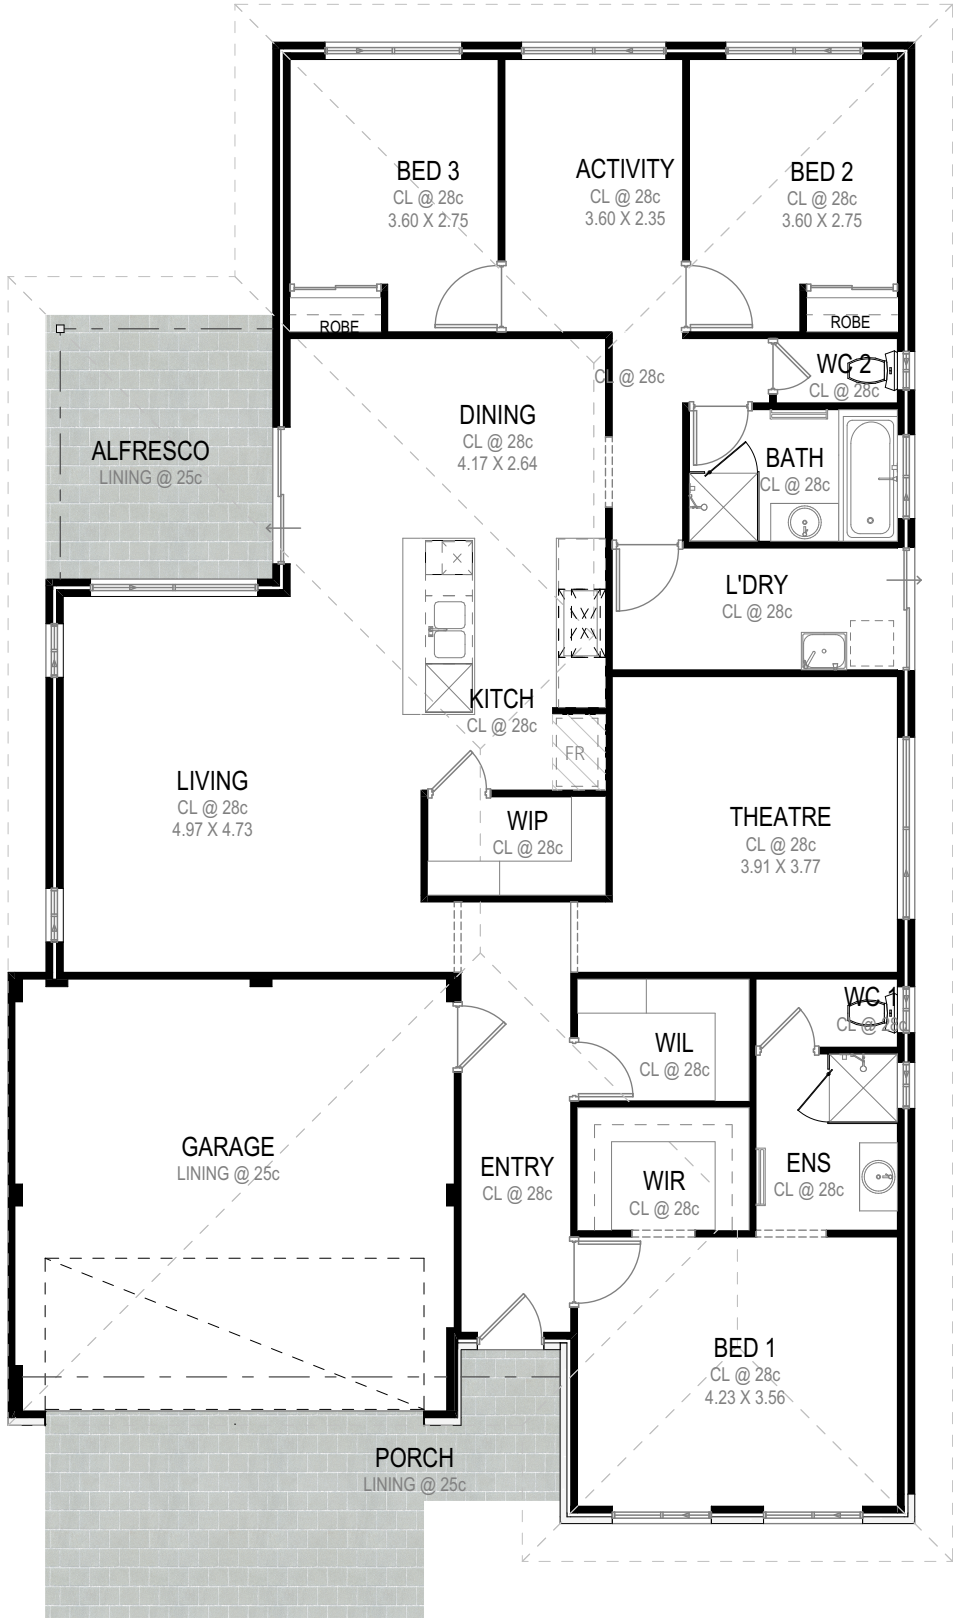 BED 3
CL @ 28c
3.60 X 2.75
ACTIVITY
CL @ 28c
3.60 X 2.35
BED 2
CL @ 28c
3.60 X 2.75
ROBE
ROBE
WC 2
CL @ 28c
CL @ 28c
DINING
CL @ 28c
4.17 X 2.64
ALFRESCO
LINING @ 25c
BATH
CL @ 28c
L'DRY
CL @ 28c
KITCH
CL @ 28c
FR
LIVING
CL @ 28c
4.97 X 4.73
WIP
CL @ 28c
THEATRE
CL @ 28c
3.91 X 3.77
WC 1
CL @ 28c
WIL
CL @ 28c
GARAGE
LINING @ 25c
ENTRY
CL @ 28c
WIR
CL @ 28c
ENS
CL @ 28c
BED 1
CL @ 28c
4.23 X 3.56
PORCH
LINING @ 25c